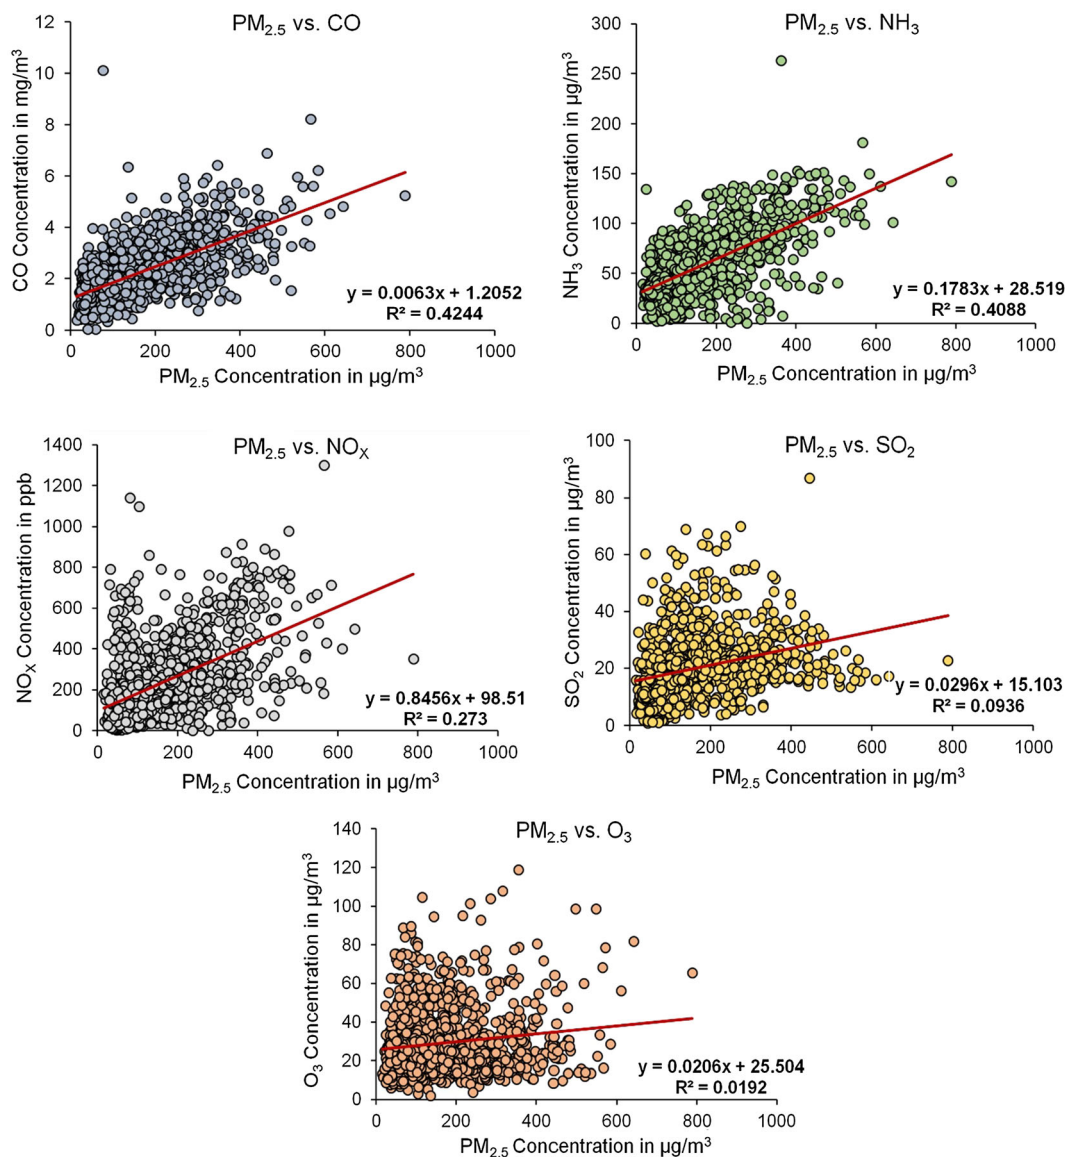 PM₂.₅ vs. CO
CO Concentration in mg/m³
12
10
8
6
4
2
0
y = 0.0063x + 1.2052
R² = 0.4244
0 200 400 600 800 1000
PM₂.₅ Concentration in µg/m³
PM₂.₅ vs. NH₃
NH₃ Concentration in µg/m³
300
250
200
150
100
50
0
y = 0.1783x + 28.519
R² = 0.4088
0 200 400 600 800 1000
PM₂.₅ Concentration in µg/m³
PM₂.₅ vs. NOₓ
NOₓ Concentration in ppb
1400
1200
1000
800
600
400
200
0
y = 0.8456x + 98.51
R² = 0.273
0 200 400 600 800 1000
PM₂.₅ Concentration in µg/m³
PM₂.₅ vs. SO₂
SO₂ Concentration in µg/m³
100
80
60
40
20
0
y = 0.0296x + 15.103
R² = 0.0936
0 200 400 600 800 1000
PM₂.₅ Concentration in µg/m³
PM₂.₅ vs. O₃
O₃ Concentration in µg/m³
140
120
100
80
60
40
20
0
y = 0.0206x + 25.504
R² = 0.0192
0 200 400 600 800 1000
PM₂.₅ Concentration in µg/m³